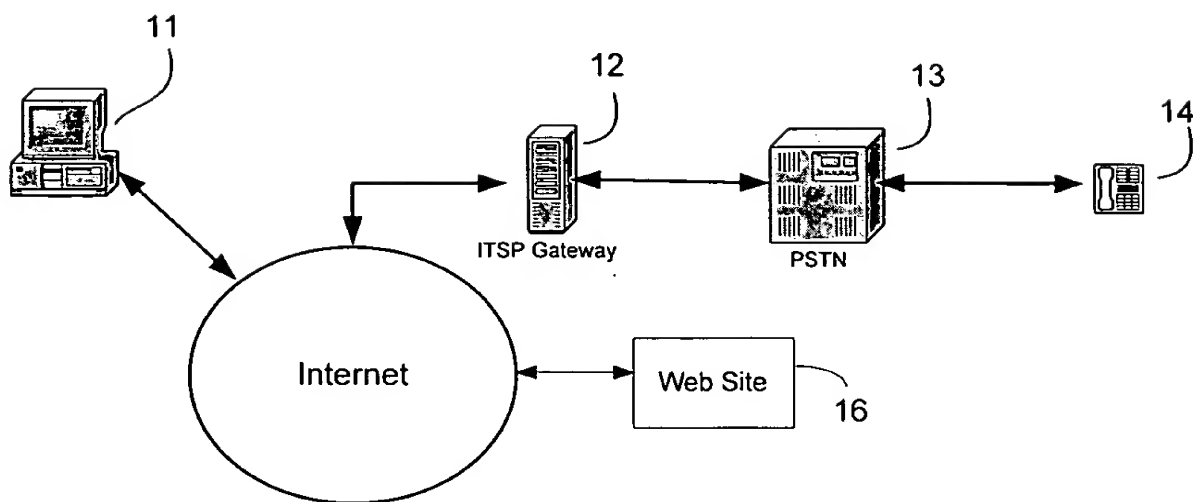 11
12
13
14
ITSP Gateway
PSTN
Internet
Web Site
16